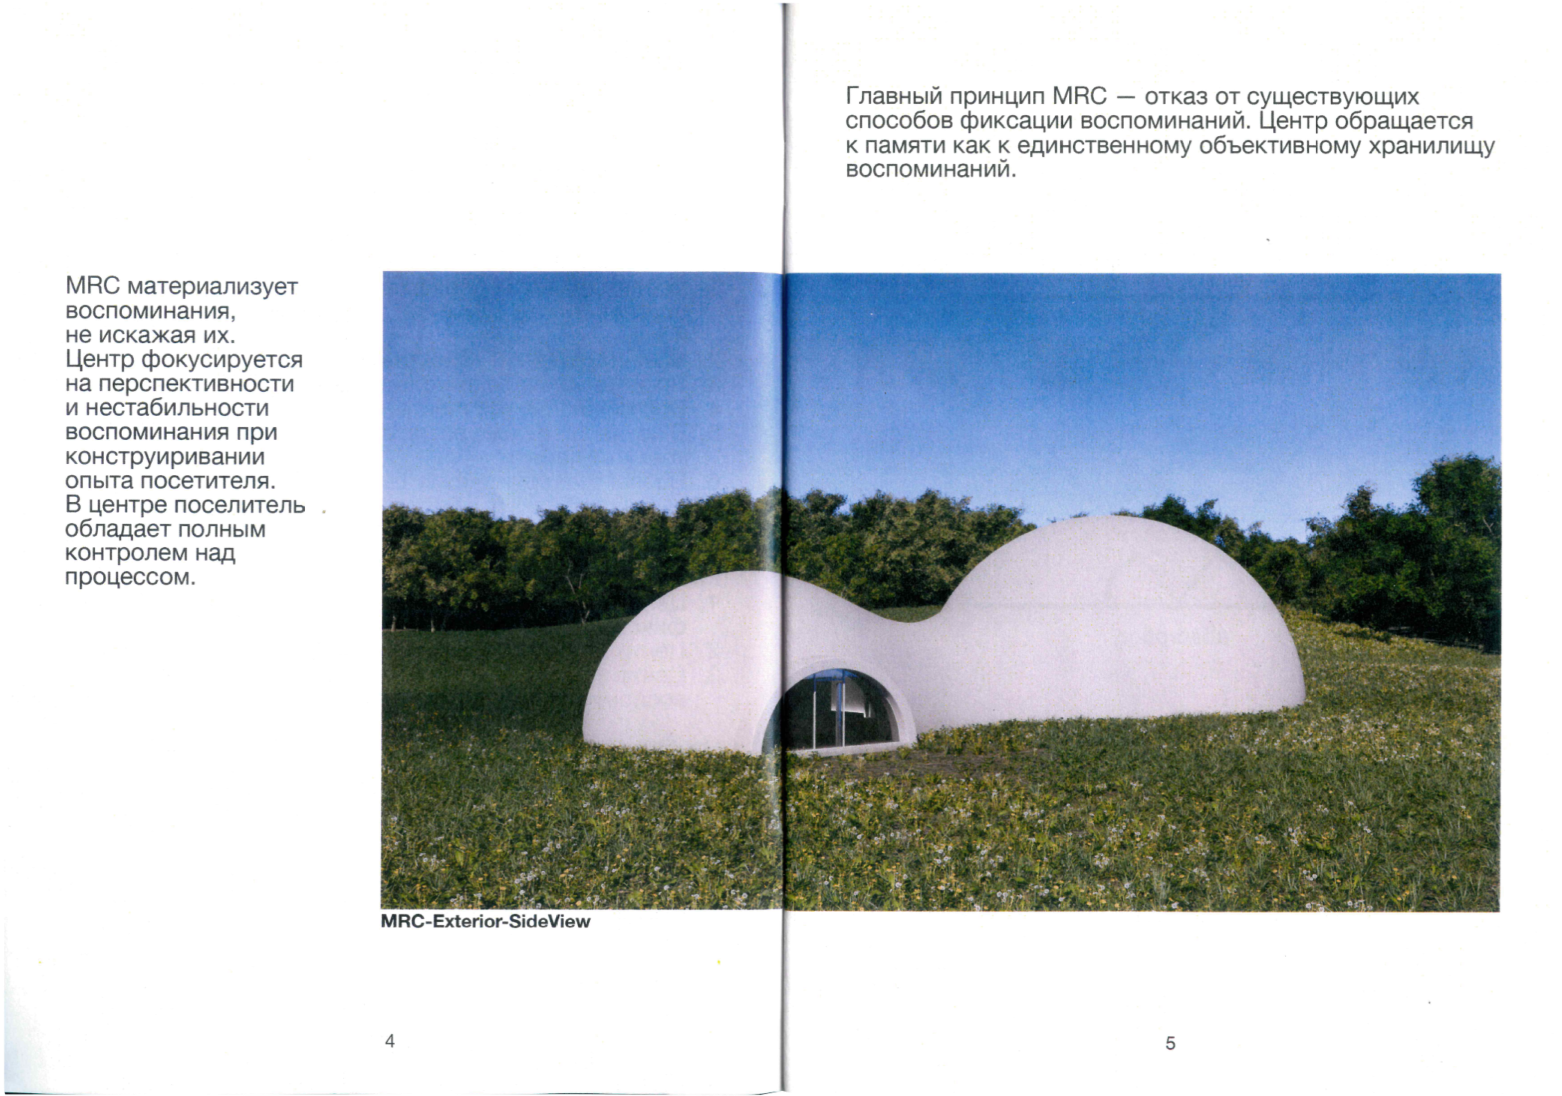 MRC материализует
воспоминания,
не искажая их.
Центр фокусируется
на перспективности
и нестабильности
воспоминания при
конструиривании
опыта посетителя.
В центре поселитель
обладает полным
контролем над
процессом.
MRC-Exterior-SideView
4
Главный принцип MRC — отказ от существующих
способов фиксации воспоминаний. Центр обращается
к памяти как к единственному объективному хранилищу
воспоминаний.
5